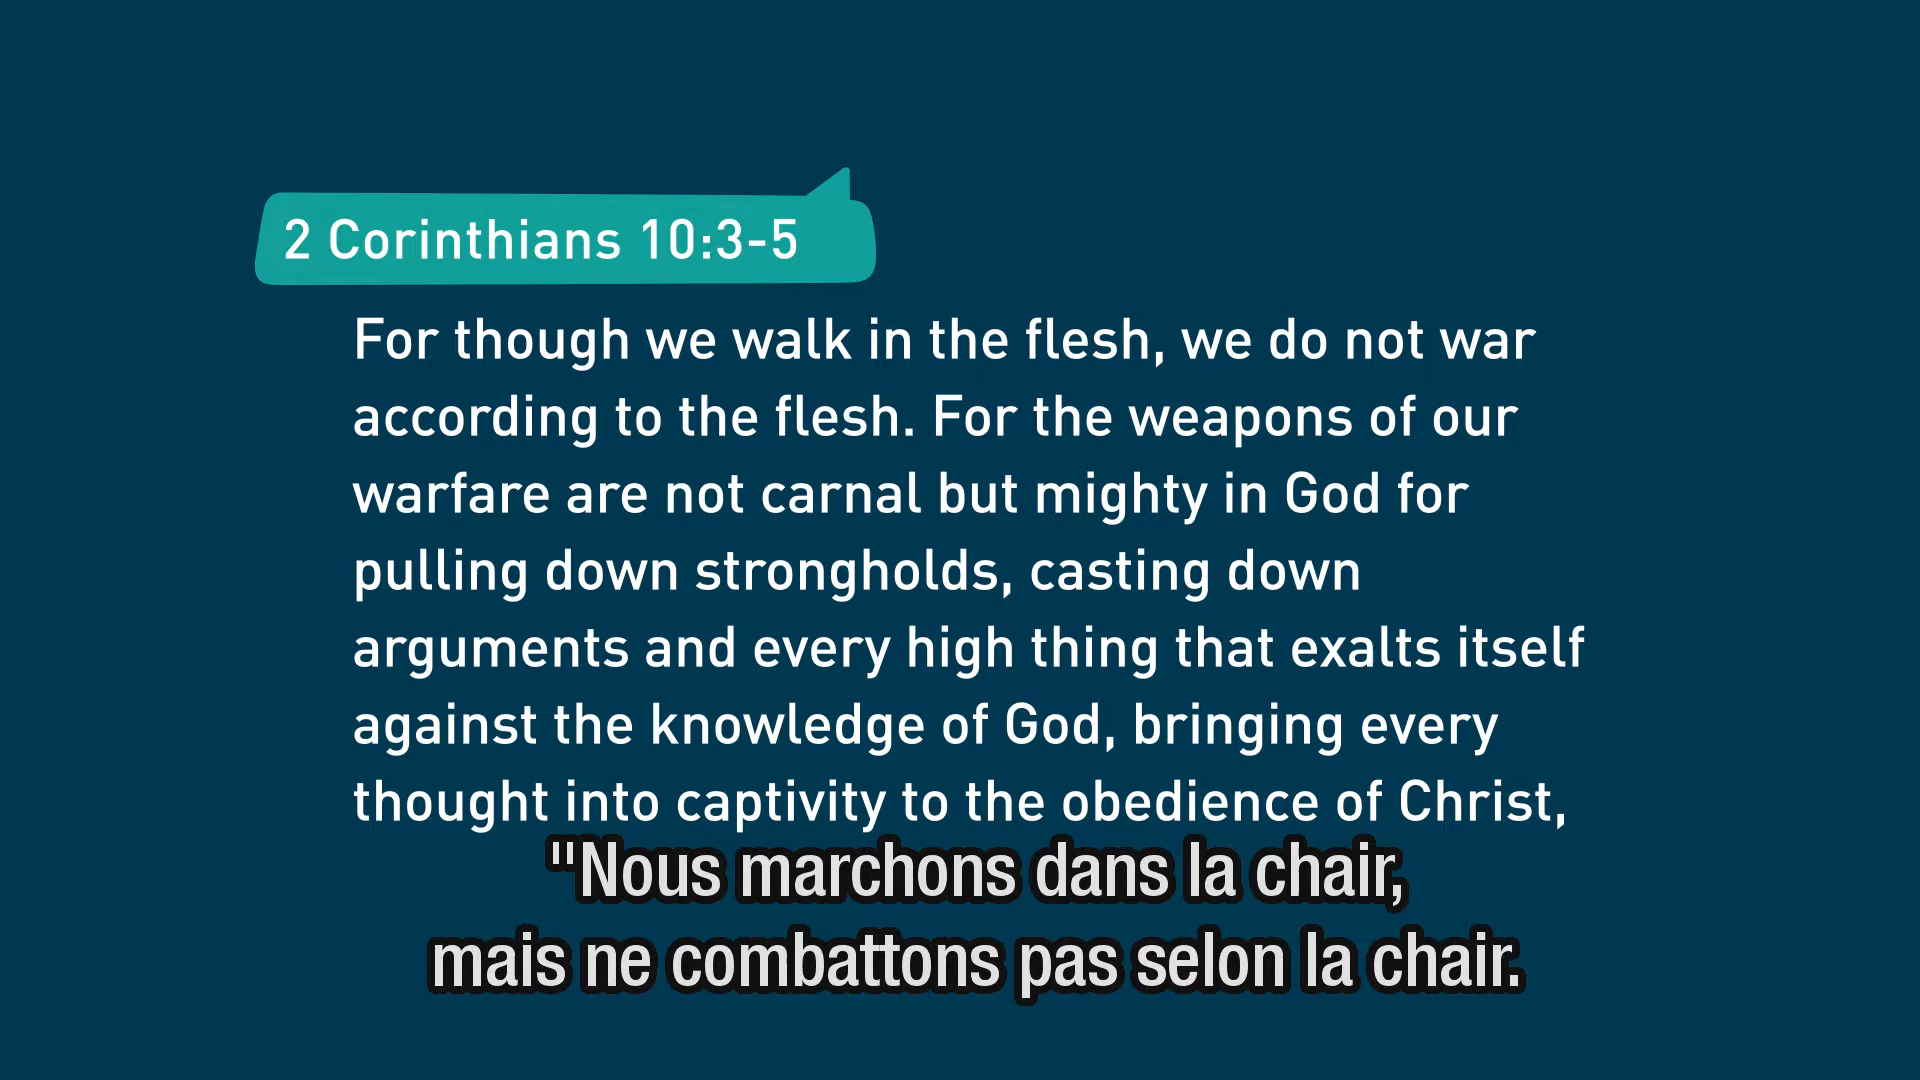 2 Corinthians 10:3-5
For though we walk in the flesh, we do not war
according to the flesh. For the weapons of our
warfare are not carnal but mighty in God for
pulling down strongholds, casting down
arguments and every high thing that exalts itself
against the knowledge of God, bringing every
thought into captivity to the obedience of Christ,
"Nous marchons dans la chair,
mais ne combattons pas selon la chair.